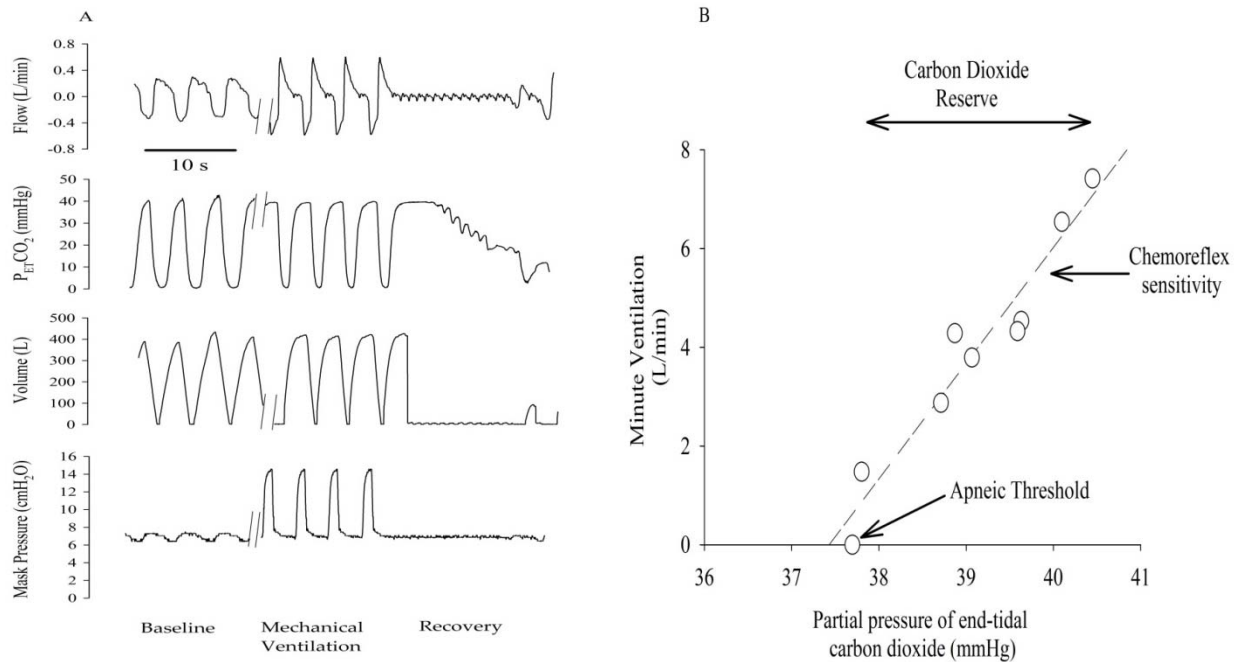 A
Flow (L/min)
0.8
0.4
0.0
-0.4
-0.8
10 s
PETCO2 (mmHg)
50
40
30
20
10
0
Volume (L)
500
400
300
200
100
0
Mask Pressure (cmH2O)
16
14
12
10
8
6
4
2
0
Baseline
Mechanical
Ventilation
Recovery
B
Carbon Dioxide
Reserve
Minute Ventilation
(L/min)
8
6
4
2
0
Chemoreflex
sensitivity
Apneic Threshold
36
37
38
39
40
41
Partial pressure of end-tidal
carbon dioxide (mmHg)